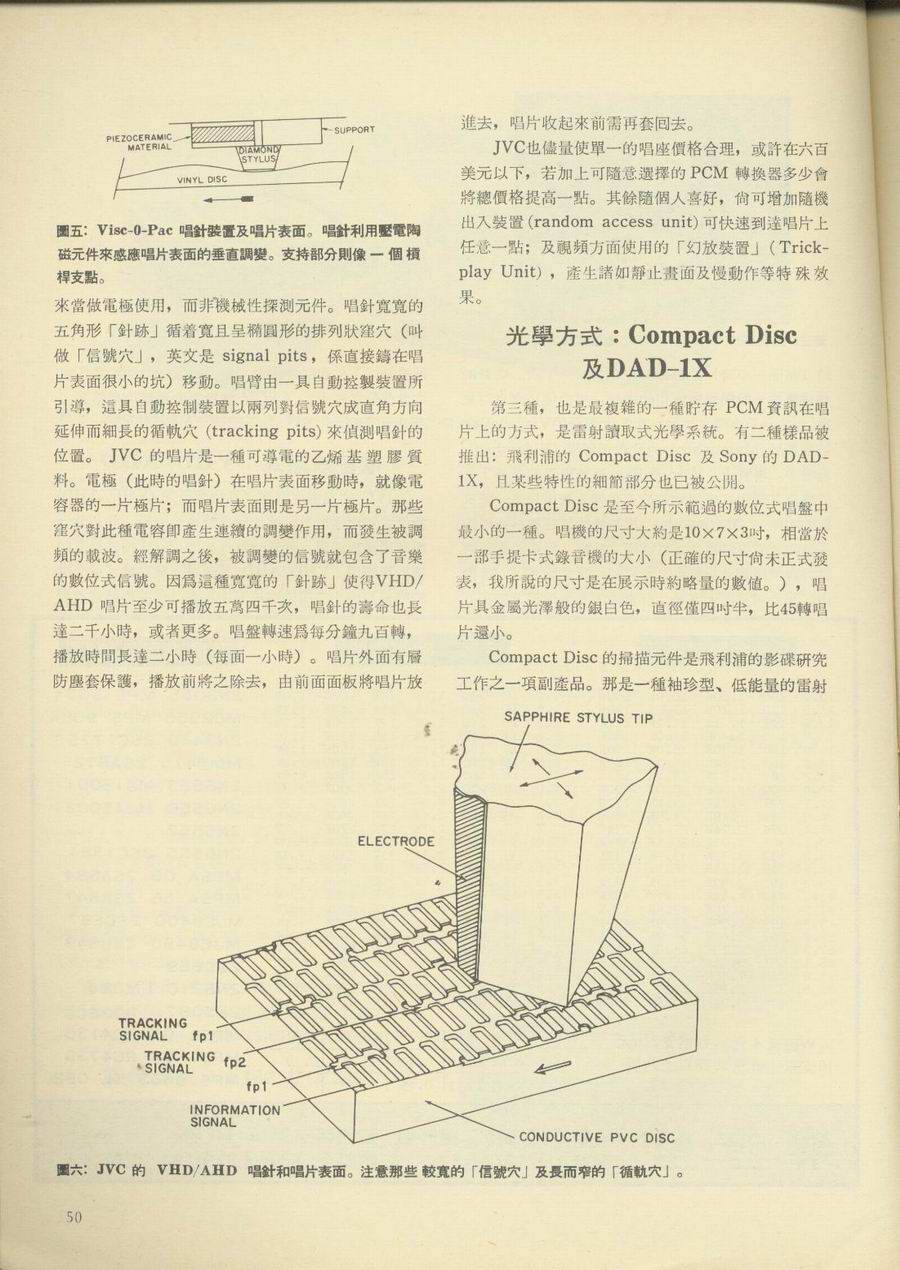 PIEZOCERAMIC
MATERIAL
SUPPORT
DIAMOND
STYLUS
VINYL DISC
圖五：Visc-0-Pac 唱針裝置及唱片表面。唱針利用壓電陶
磁元件來感應唱片表面的垂直調變。支持部分則像一個槓
桿支點。
來當做電極使用，而非機械性探測元件。唱針寬寬的
五角形「針跡」循着寬且呈橢圓形的排列狀窪穴（叫
做「信號穴」，英文是 signal pits，係直接鑄在唱
片表面很小的坑）移動。唱臂由一具自動控製裝置所
引導，這具自動控制裝置以兩列對信號穴成直角方向
延伸而細長的循軌穴 (tracking pits) 來偵測唱針的
位置。 JVC 的唱片是一種可導電的乙烯基塑膠質
料。電極（此時的唱針）在唱片表面移動時，就像電
容器的一片極片；而唱片表面則是另一片極片。那些
窪穴對此種電容卽產生連續的調變作用，而發生被調
頻的載波。經解調之後，被調變的信號就包含了音樂
的數位式信號。因爲這種寬寬的「針跡」使得VHD/
AHD 唱片至少可播放五萬四千次，唱針的壽命也長
達二千小時，或者更多。唱盤轉速爲每分鐘九百轉，
播放時間長達二小時（每面一小時）。唱片外面有層
防塵套保護，播放前將之除去，由前面面板將唱片放
進去，唱片收起來前需再套囘去。
JVC也儘量使單一的唱座價格合理，或許在六百
美元以下，若加上可隨意選擇的 PCM 轉換器多少會
將總價格提高一點。其餘隨個人喜好，尙可增加隨機
出入裝置 (random access unit) 可快速到達唱片上
任意一點；及視頻方面使用的「幻放裝置」( Trick-
play Unit) ，產生諸如靜止畫面及慢動作等特殊效
果。
光學方式：Compact Disc
及DAD-1X
第三種，也是最複雜的一種貯存 PCM 資訊在唱
片上的方式，是雷射讀取式光學系統。有二種樣品被
推出：飛利浦的 Compact Disc 及 Sony 的 DAD-
1X，且某些特性的細節部分也已被公開。
Compact Disc 是至今所示範過的數位式唱盤中
最小的一種。唱機的尺寸大約是10×7×3吋，相當於
一部手提卡式錄音機的大小（正確的尺寸尙未正式發
表，我所說的尺寸是在展示時約略量的數値。），唱
片具金屬光澤般的銀白色，直徑僅四吋半，比45轉唱
片還小。
Compact Disc 的掃描元件是飛利浦的影碟研究
工作之一項副產品。那是一種袖珍型、低能量的雷射
SAPPHIRE STYLUS TIP
ELECTRODE
TRACKING
SIGNAL fp1
TRACKING
SIGNAL fp2
fp1
INFORMATION
SIGNAL
CONDUCTIVE PVC DISC
圖六：JVC 的 VHD/AHD 唱針和唱片表面。注意那些較寬的「信號穴」及長而窄的「循軌穴」。
50